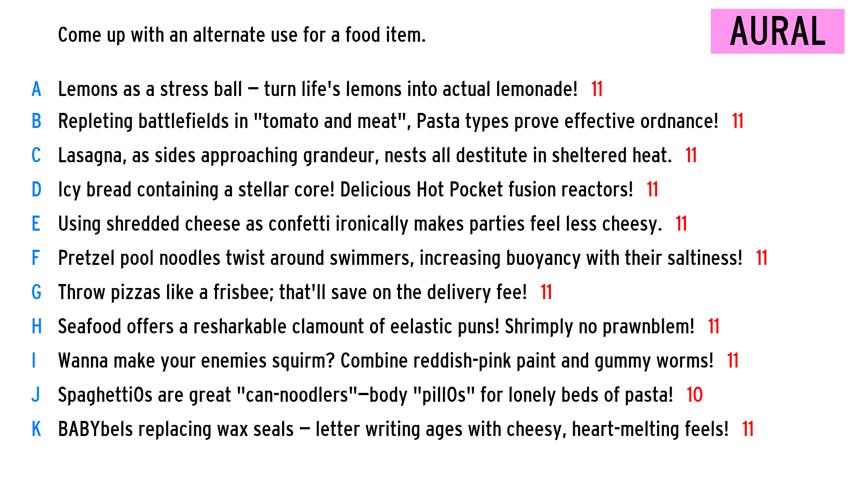 Come up with an alternate use for a food item.
AURAL
A Lemons as a stress ball – turn life's lemons into actual lemonade! 11
B Repleting battlefields in "tomato and meat", Pasta types prove effective ordnance! 11
C Lasagna, as sides approaching grandeur, nests all destitute in sheltered heat. 11
D Icy bread containing a stellar core! Delicious Hot Pocket fusion reactors! 11
E Using shredded cheese as confetti ironically makes parties feel less cheesy. 11
F Pretzel pool noodles twist around swimmers, increasing buoyancy with their saltiness! 11
G Throw pizzas like a frisbee; that'll save on the delivery fee! 11
H Seafood offers a resharkable clamount of eelastic puns! Shrimply no prawnblem! 11
I Wanna make your enemies squirm? Combine reddish-pink paint and gummy worms! 11
J SpaghettiOs are great "can-noodlers"–body "pillOs" for lonely beds of pasta! 10
K BABYbels replacing wax seals – letter writing ages with cheesy, heart-melting feels! 11